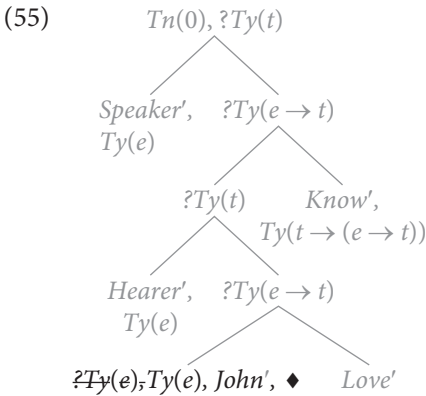 (55)
Tn(0), ?Ty(t)
Speaker′, ?Ty(e → t)
Ty(e)
?Ty(t) Know′,
Ty(t → (e → t))
Hearer′, ?Ty(e → t)
Ty(e)
?Ty(e),Ty(e), John′, ♦ Love′